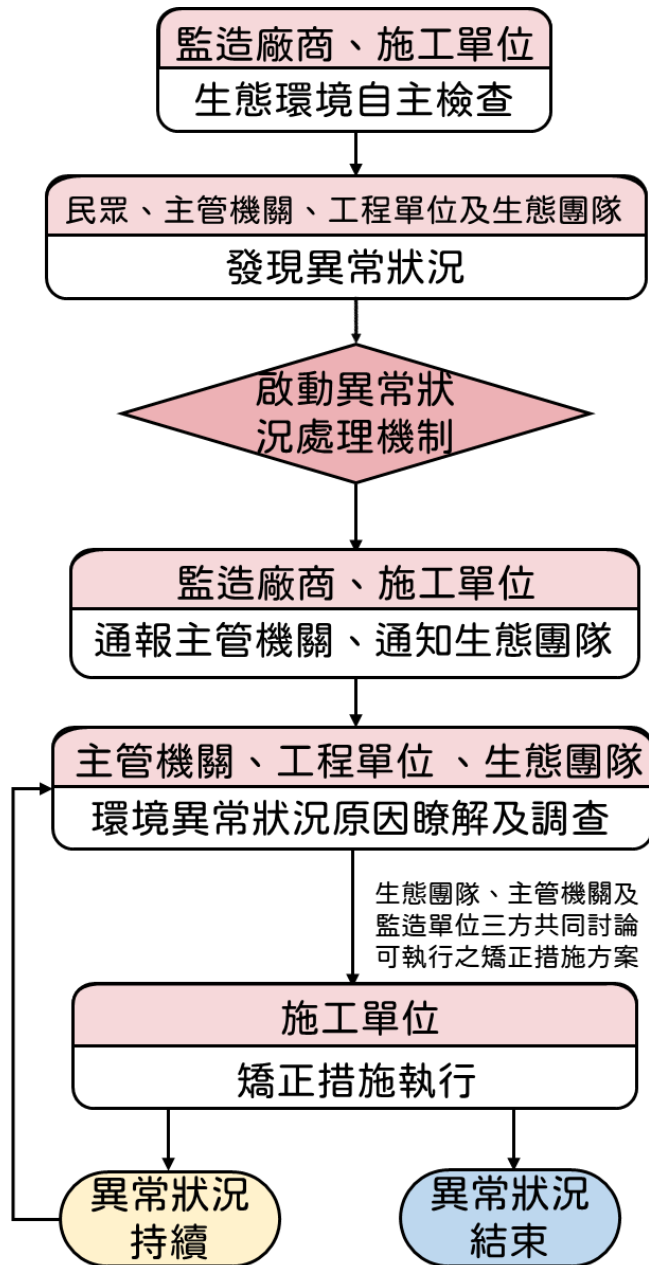 監造廠商、施工單位
生態環境自主檢查
民眾、主管機關、工程單位及生態團隊
發現異常狀況
啟動異常狀
況處理機制
監造廠商、施工單位
通報主管機關、通知生態團隊
主管機關、工程單位 、生態團隊
環境異常狀況原因瞭解及調查
生態團隊、主管機關及
監造單位三方共同討論
可執行之矯正措施方案
施工單位
矯正措施執行
異常狀況
持續
異常狀況
結束